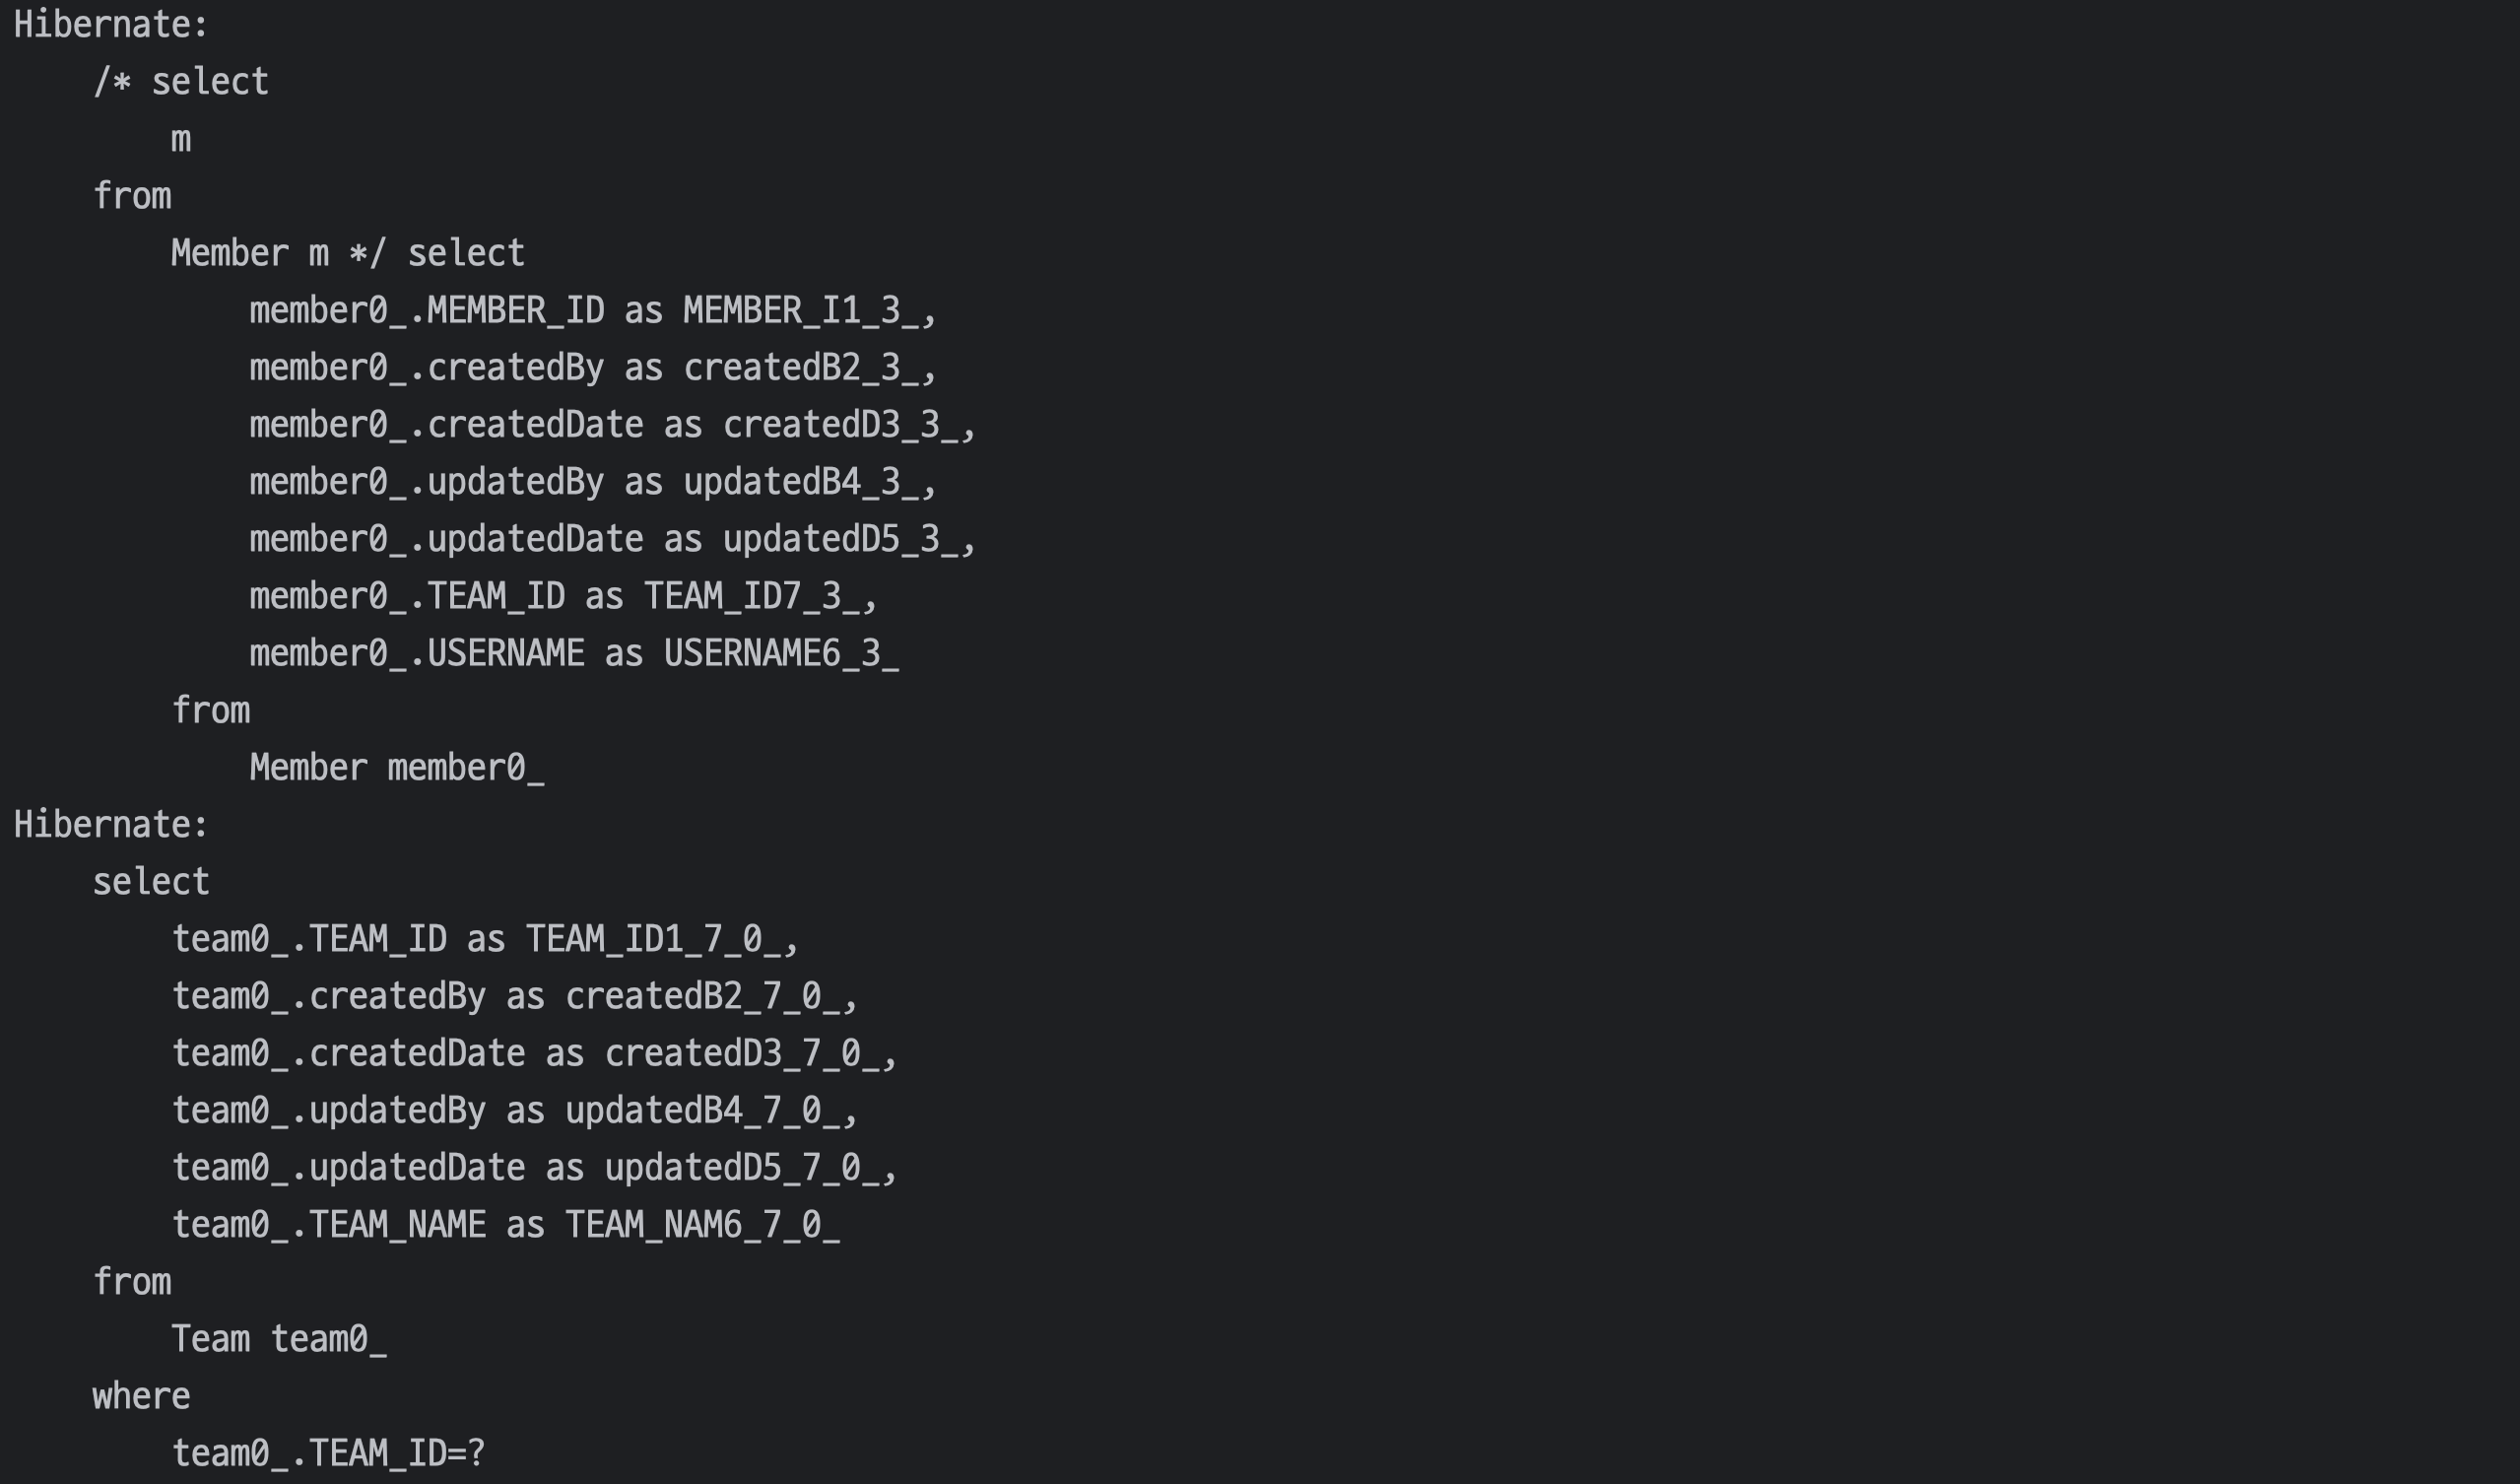 Hibernate:
    /* select
        m
    from
        Member m */ select
            member0_.MEMBER_ID as MEMBER_I1_3_,
            member0_.createdBy as createdB2_3_,
            member0_.createdDate as createdD3_3_,
            member0_.updatedBy as updatedB4_3_,
            member0_.updatedDate as updatedD5_3_,
            member0_.TEAM_ID as TEAM_ID7_3_,
            member0_.USERNAME as USERNAME6_3_
        from
            Member member0_
Hibernate:
    select
        team0_.TEAM_ID as TEAM_ID1_7_0_,
        team0_.createdBy as createdB2_7_0_,
        team0_.createdDate as createdD3_7_0_,
        team0_.updatedBy as updatedB4_7_0_,
        team0_.updatedDate as updatedD5_7_0_,
        team0_.TEAM_NAME as TEAM_NAM6_7_0_
    from
        Team team0_
    where
        team0_.TEAM_ID=?